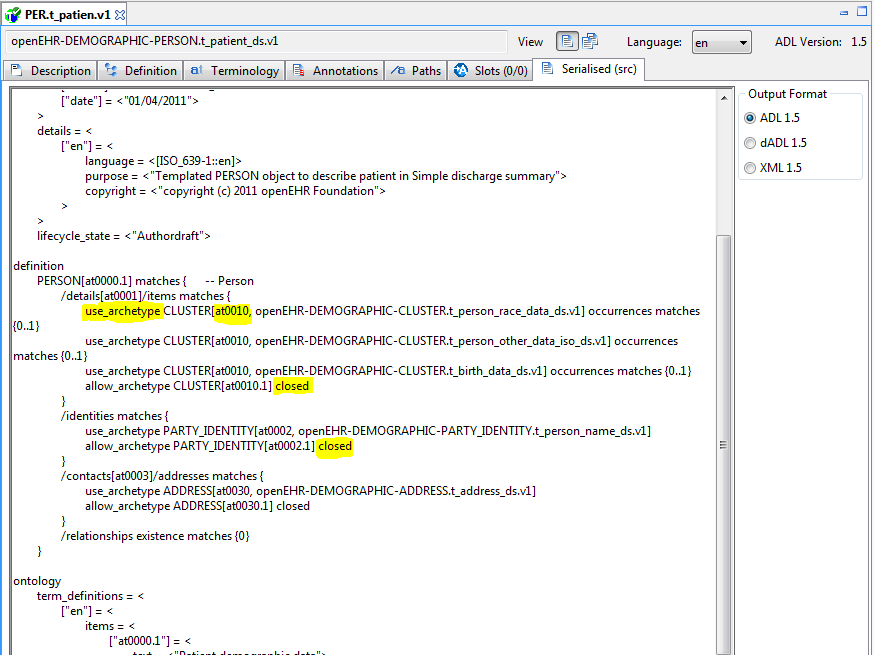 PER.t_patien.v1
openEHR-DEMOGRAPHIC-PERSON.t_patient_ds.v1
View
Language:
en
ADL Version: 1.5
Description
Definition
Terminology
Annotations
Paths
Slots (0/0)
Serialised (src)
["date"] = <"01/04/2011">
>
details = <
["en"] = <
language = <[ISO_639-1::en]>
purpose = <"Templated PERSON object to describe patient in Simple discharge summary">
copyright = <"copyright (c) 2011 openEHR Foundation">
>
>
lifecycle_state = <"Authordraft">
definition
PERSON[at0000.1] matches { -- Person
/details[at0001]/items matches {
use_archetype CLUSTER[at0010, openEHR-DEMOGRAPHIC-CLUSTER.t_person_race_data_ds.v1] occurrences matches
{0..1}
use_archetype CLUSTER[at0010, openEHR-DEMOGRAPHIC-CLUSTER.t_person_other_data_iso_ds.v1] occurrences
matches {0..1}
use_archetype CLUSTER[at0010, openEHR-DEMOGRAPHIC-CLUSTER.t_birth_data_ds.v1] occurrences matches {0..1}
allow_archetype CLUSTER[at0010.1] closed
}
/identities matches {
use_archetype PARTY_IDENTITY[at0002, openEHR-DEMOGRAPHIC-PARTY_IDENTITY.t_person_name_ds.v1]
allow_archetype PARTY_IDENTITY[at0002.1] closed
}
/contacts[at0003]/addresses matches {
use_archetype ADDRESS[at0030, openEHR-DEMOGRAPHIC-ADDRESS.t_address_ds.v1]
allow_archetype ADDRESS[at0030.1] closed
}
/relationships existence matches {0}
}
ontology
term_definitions = <
["en"] = <
items = <
["at0000.1"] = <
text = <"Patient demographic data">
Output Format
ADL 1.5
dADL 1.5
XML 1.5